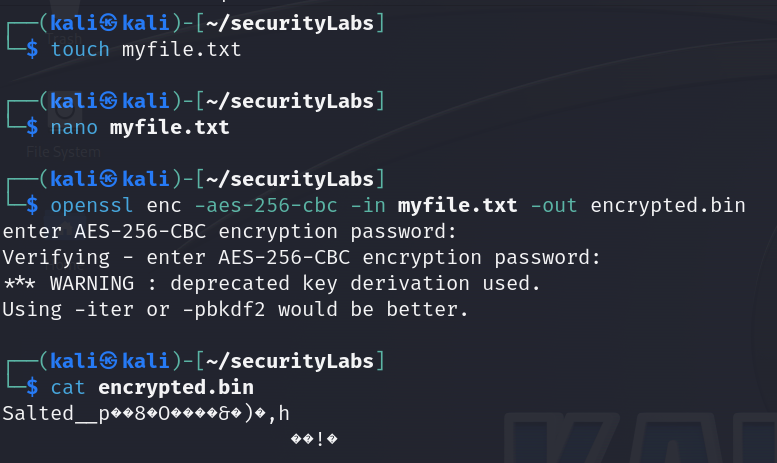 ┌──(kali㉿kali)-[~/securityLabs]
└─$ touch myfile.txt
┌──(kali㉿kali)-[~/securityLabs]
└─$ nano myfile.txt
File System
┌──(kali㉿kali)-[~/securityLabs]
└─$ openssl enc -aes-256-cbc -in myfile.txt -out encrypted.bin
enter AES-256-CBC encryption password:
Verifying - enter AES-256-CBC encryption password:
*** WARNING : deprecated key derivation used.
Using -iter or -pbkdf2 would be better.
┌──(kali㉿kali)-[~/securityLabs]
└─$ cat encrypted.bin
Salted__p��8�O����&�)�,h
��!�